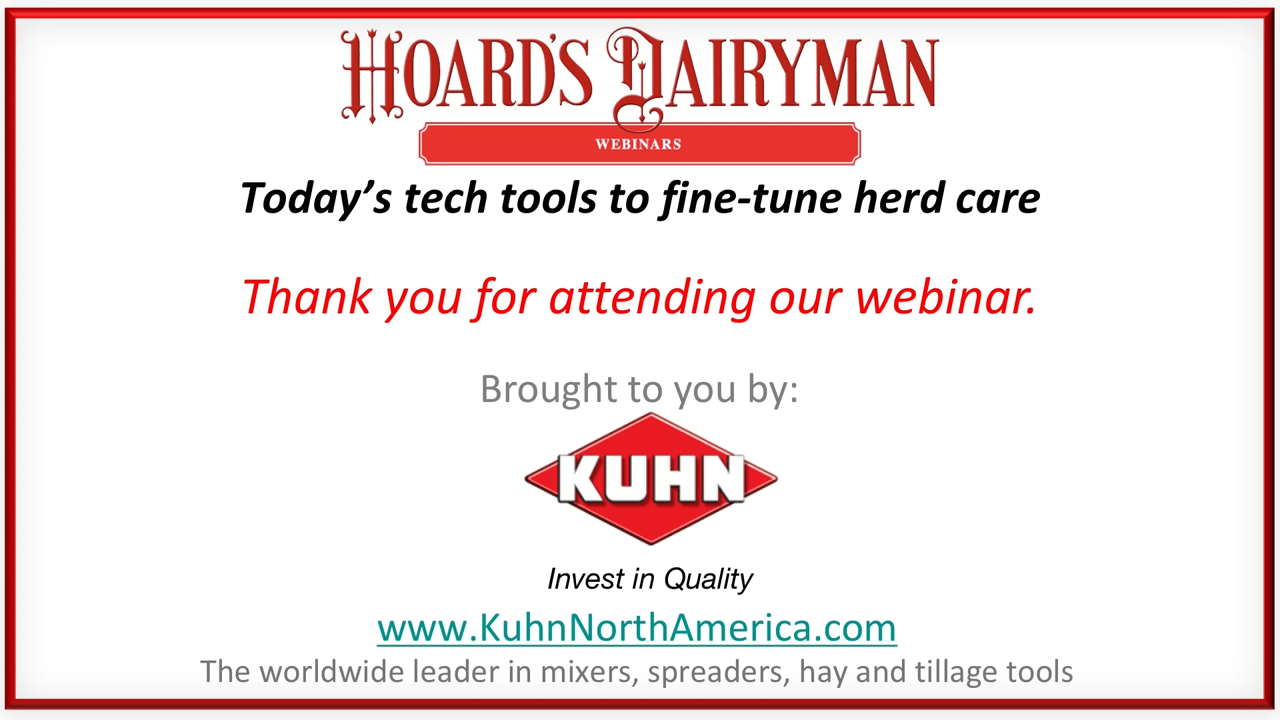 HOARD'S DAIRYMAN
WEBINARS
Today's tech tools to fine-tune herd care
Thank you for attending our webinar.
Brought to you by:
KUHN
Invest in Quality
www.KuhnNorthAmerica.com
The worldwide leader in mixers, spreaders, hay and tillage tools